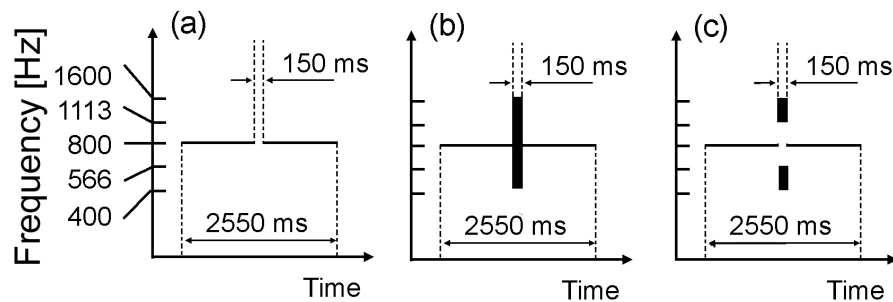 Frequency [Hz]
1600
1113
800
566
400
(a)
150 ms
2550 ms
Time
(b)
150 ms
2550 ms
Time
(c)
150 ms
2550 ms
Time